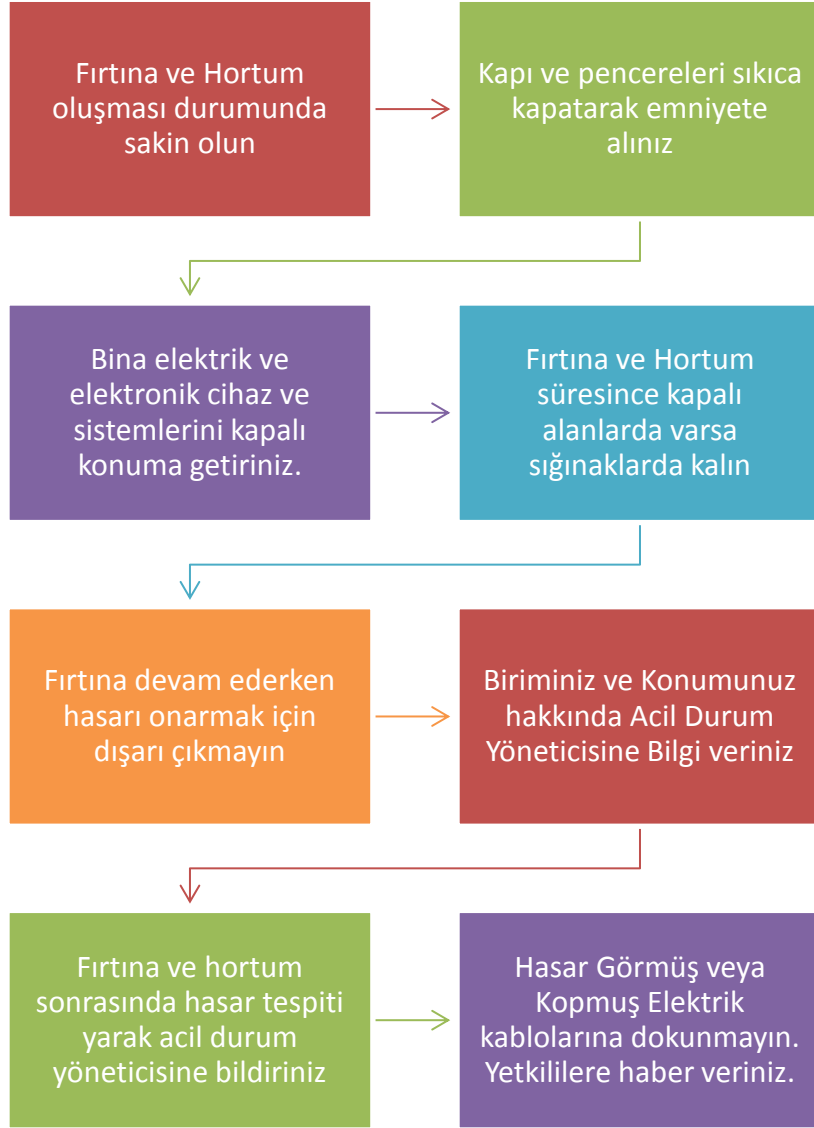 Fırtına ve Hortum
oluşması durumunda
sakin olun
Kapı ve pencereleri sıkıca
kapatarak emniyete
alınız
Bina elektrik ve
elektronik cihaz ve
sistemlerini kapalı
konuma getiriniz.
Fırtına ve Hortum
süresince kapalı
alanlarda varsa
sığınaklarda kalın
Fırtına devam ederken
hasarı onarmak için
dışarı çıkmayın
Biriminiz ve Konumunuz
hakkında Acil Durum
Yöneticisine Bilgi veriniz
Fırtına ve hortum
sonrasında hasar tespiti
yarak acil durum
yöneticisine bildiriniz
Hasar Görmüş veya
Kopmuş Elektrik
kablolarına dokunmayın.
Yetkililere haber veriniz.